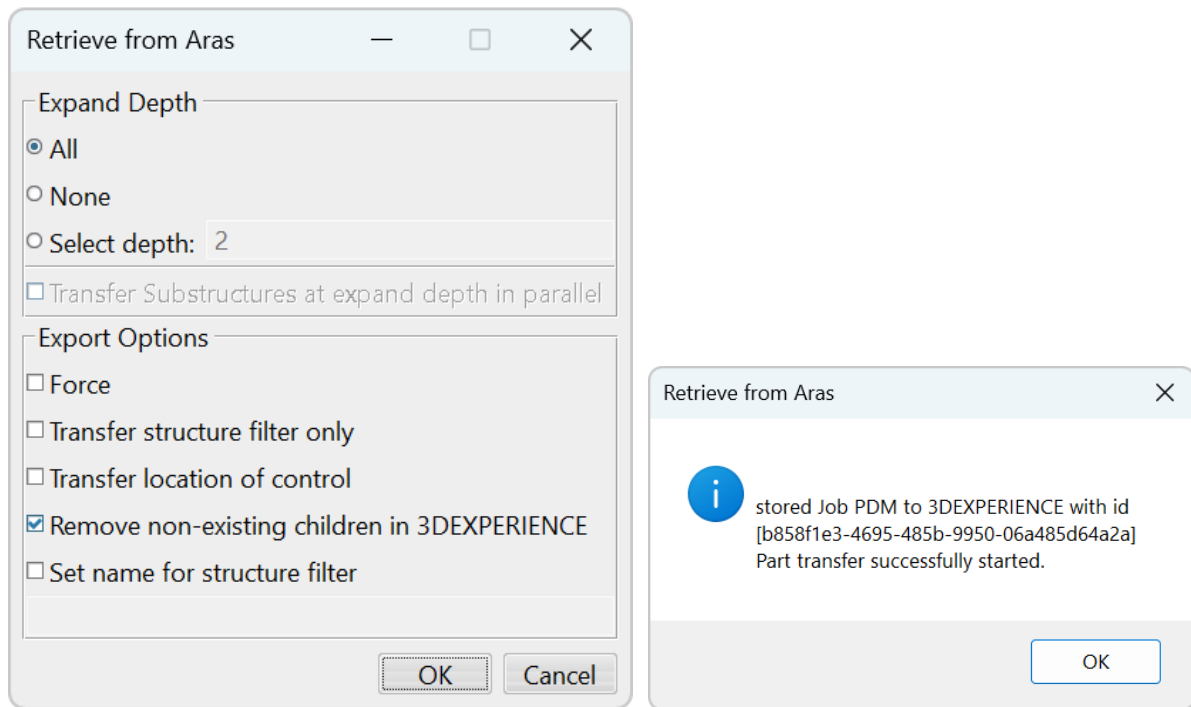 Retrieve from Aras
Expand Depth
All
None
Select depth: 2
Transfer Substructures at expand depth in parallel
Export Options
Force
Transfer structure filter only
Transfer location of control
Remove non-existing children in 3DEXPERIENCE
Set name for structure filter
OK Cancel
Retrieve from Aras
stored Job PDM to 3DEXPERIENCE with id
[b858f1e3-4695-485b-9950-06a485d64a2a]
Part transfer successfully started.
OK